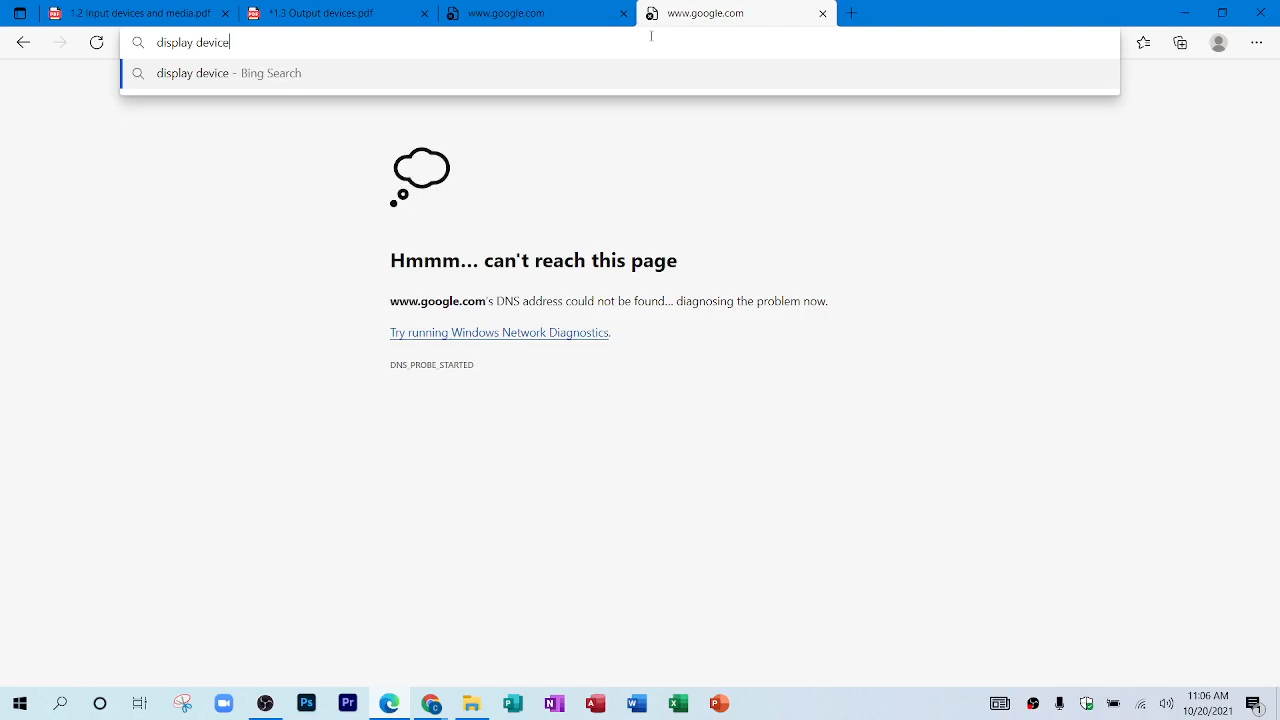 1.2 Input devices and media.pdf
*1.3 Output devices.pdf
www.google.com
www.google.com
display device
display device - Bing Search
Hmmm... can't reach this page
www.google.com's DNS address could not be found... diagnosing the problem now.
Try running Windows Network Diagnostics.
DNS_PROBE_STARTED
11:06 AM
10/20/2021